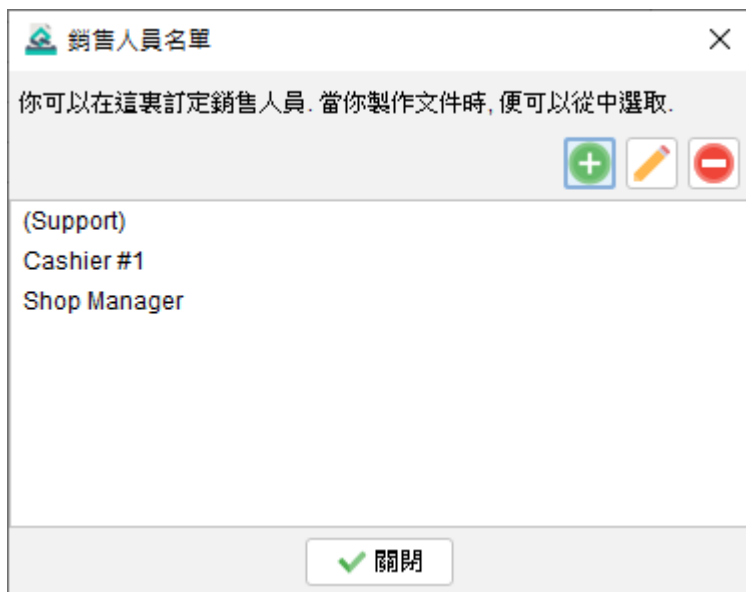 銷售人員名單
你可以在這裏訂定銷售人員. 當你製作文件時, 便可以從中選取.
(Support)
Cashier #1
Shop Manager
關閉